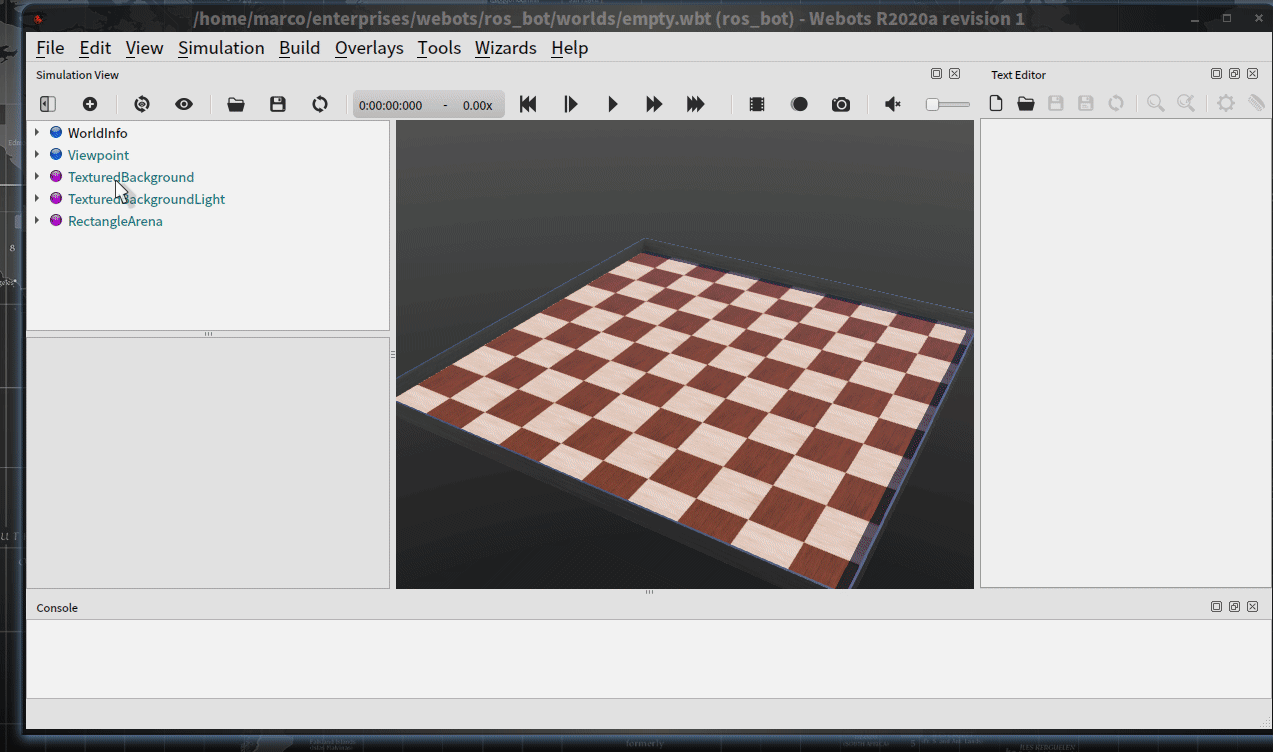 /home/marco/enterprises/webots/ros_bot/worlds/empty.wbt (ros_bot) - Webots R2020a revision 1
File Edit View Simulation Build Overlays Tools Wizards Help
Simulation View
Text Editor
0:00:00:000 - 0.00x
WorldInfo
Viewpoint
TexturedBackground
TexturedBackgroundLight
RectangleArena
Console
formerly